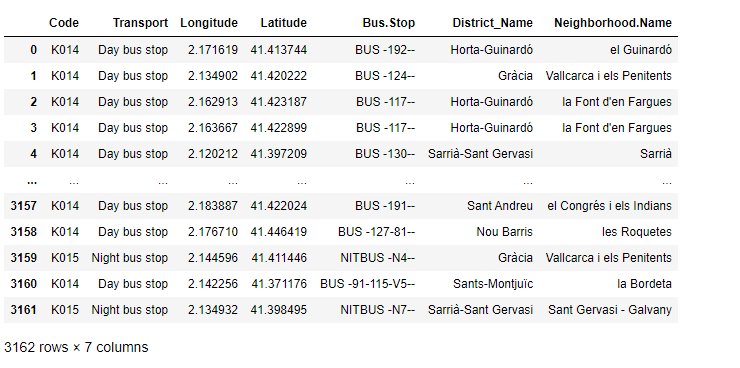 Code Transport Longitude Latitude Bus.Stop District_Name Neighborhood.Name
0 K014 Day bus stop 2.171619 41.413744 BUS -192-- Horta-Guinardó el Guinardó
1 K014 Day bus stop 2.134902 41.420222 BUS -124-- Gràcia Vallcarca i els Penitents
2 K014 Day bus stop 2.162913 41.423187 BUS -117-- Horta-Guinardó la Font d'en Fargues
3 K014 Day bus stop 2.163667 41.422899 BUS -117-- Horta-Guinardó la Font d'en Fargues
4 K014 Day bus stop 2.120212 41.397209 BUS -130-- Sarrià-Sant Gervasi Sarrià
... ... ... ... ... ... ... ...
3157 K014 Day bus stop 2.183887 41.422024 BUS -191-- Sant Andreu el Congrés i els Indians
3158 K014 Day bus stop 2.176710 41.446419 BUS -127-81-- Nou Barris les Roquetes
3159 K015 Night bus stop 2.144596 41.411446 NITBUS -N4-- Gràcia Vallcarca i els Penitents
3160 K014 Day bus stop 2.142256 41.371176 BUS -91-115-V5-- Sants-Montjuïc la Bordeta
3161 K015 Night bus stop 2.134932 41.398495 NITBUS -N7-- Sarrià-Sant Gervasi Sant Gervasi - Galvany
3162 rows × 7 columns